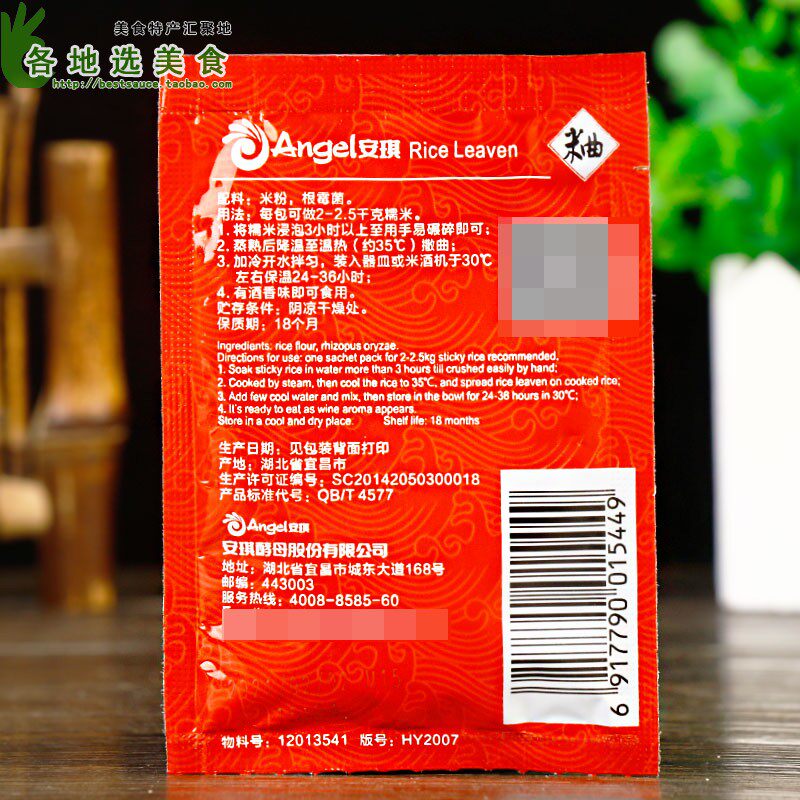 美食特产汇聚地
各地选美食
http://bestsauce.taobao.com
Angel安琪 Rice Leaven
米曲
配料：米粉，根霉菌。
用法：每包可做2-2.5千克糯米。
1. 将糯米浸泡3小时以上至用手易碾碎即可；
2. 蒸熟后降温至温热（约35℃）撒曲；
3. 加冷开水拌匀，装入器皿或米酒机于30℃
左右保温24-36小时；
4. 有酒香味即可食用。
贮存条件：阴凉干燥处。
保质期：18个月
Ingredients: rice flour, rhizopus oryzae.
Directions for use: one sachet pack for 2-2.5kg sticky rice recommended.
1. Soak sticky rice in water more than 3 hours till crushed easily by hand;
2. Cooked by steam, then cool the rice to 35℃, and spread rice leaven on cooked rice;
3. Add few cool water and mix, then store in the bowl for 24-36 hours in 30℃;
4. It's ready to eat as wine aroma appears.
Store in a cool and dry place. Shelf life: 18 months
生产日期：见包装背面打印
产地：湖北省宜昌市
生产许可证编号：SC20142050300018
产品标准代号：QB/T 4577
Angel安琪
安琪酵母股份有限公司
地址：湖北省宜昌市城东大道168号
邮编：443003
服务热线：4008-8585-60
6 917790 015449
物料号：12013541 版号：HY2007